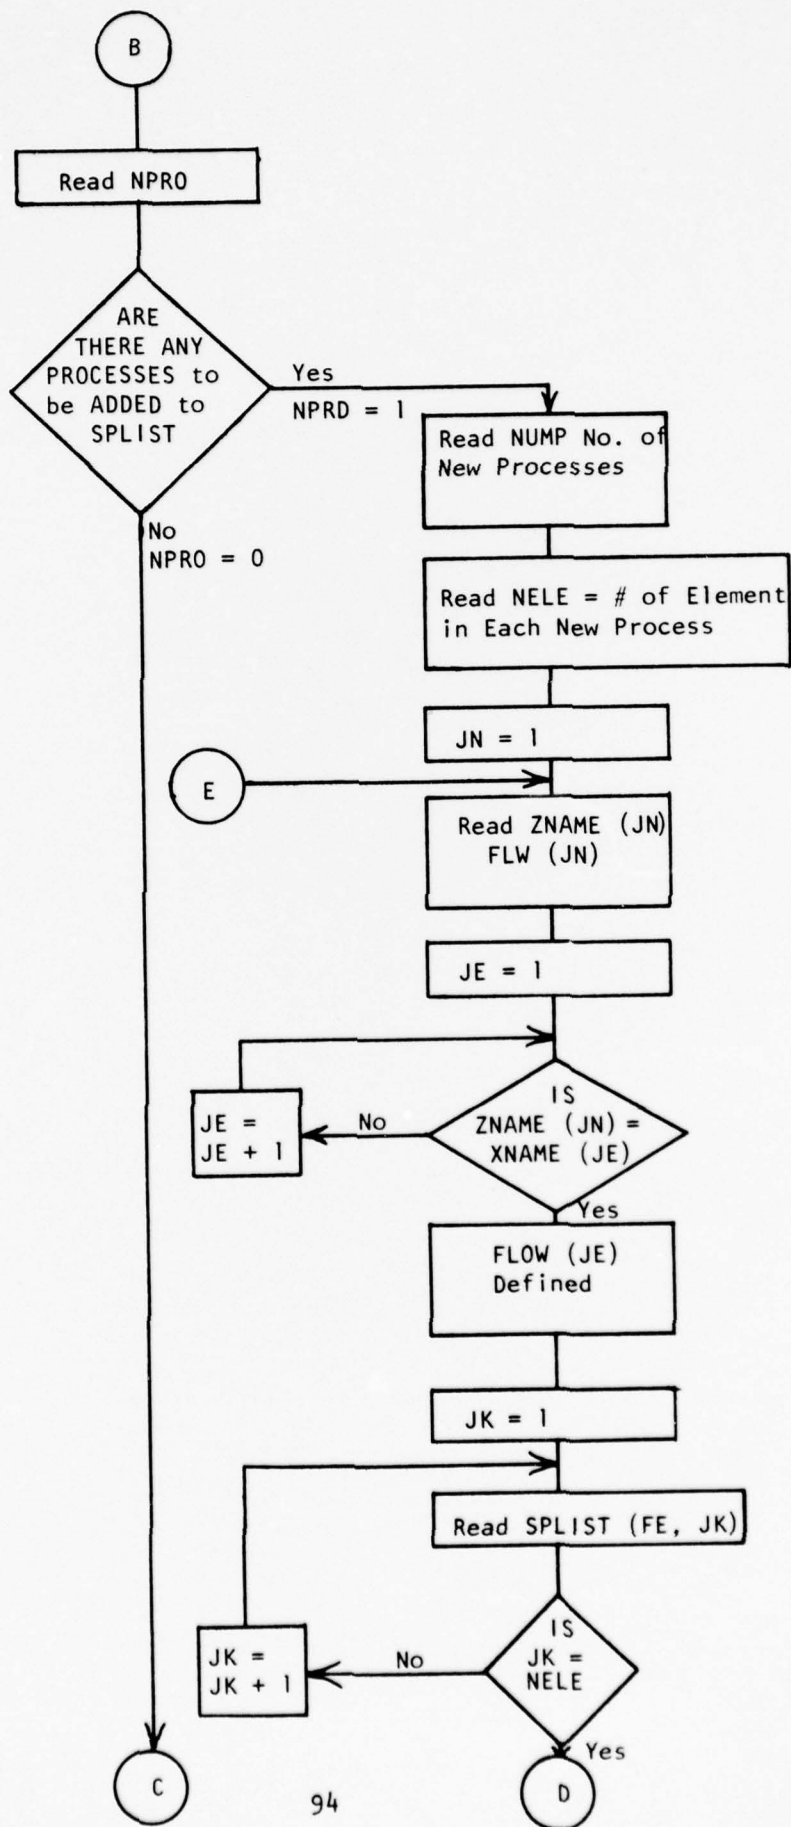 B
Read NPRO
ARE
THERE ANY
PROCESSES to
be ADDED to
SPLIST
Yes
NPRD = 1
No
NPRO = 0
Read NUMP No. of
New Processes
Read NELE = # of Element
in Each New Process
JN = 1
E
Read ZNAME (JN)
FLW (JN)
JE = 1
IS
ZNAME (JN) =
XNAME (JE)
No
JE =
JE + 1
Yes
FLOW (JE)
Defined
JK = 1
Read SPLIST (FE, JK)
IS
JK =
NELE
No
JK =
JK + 1
Yes
C
D
94